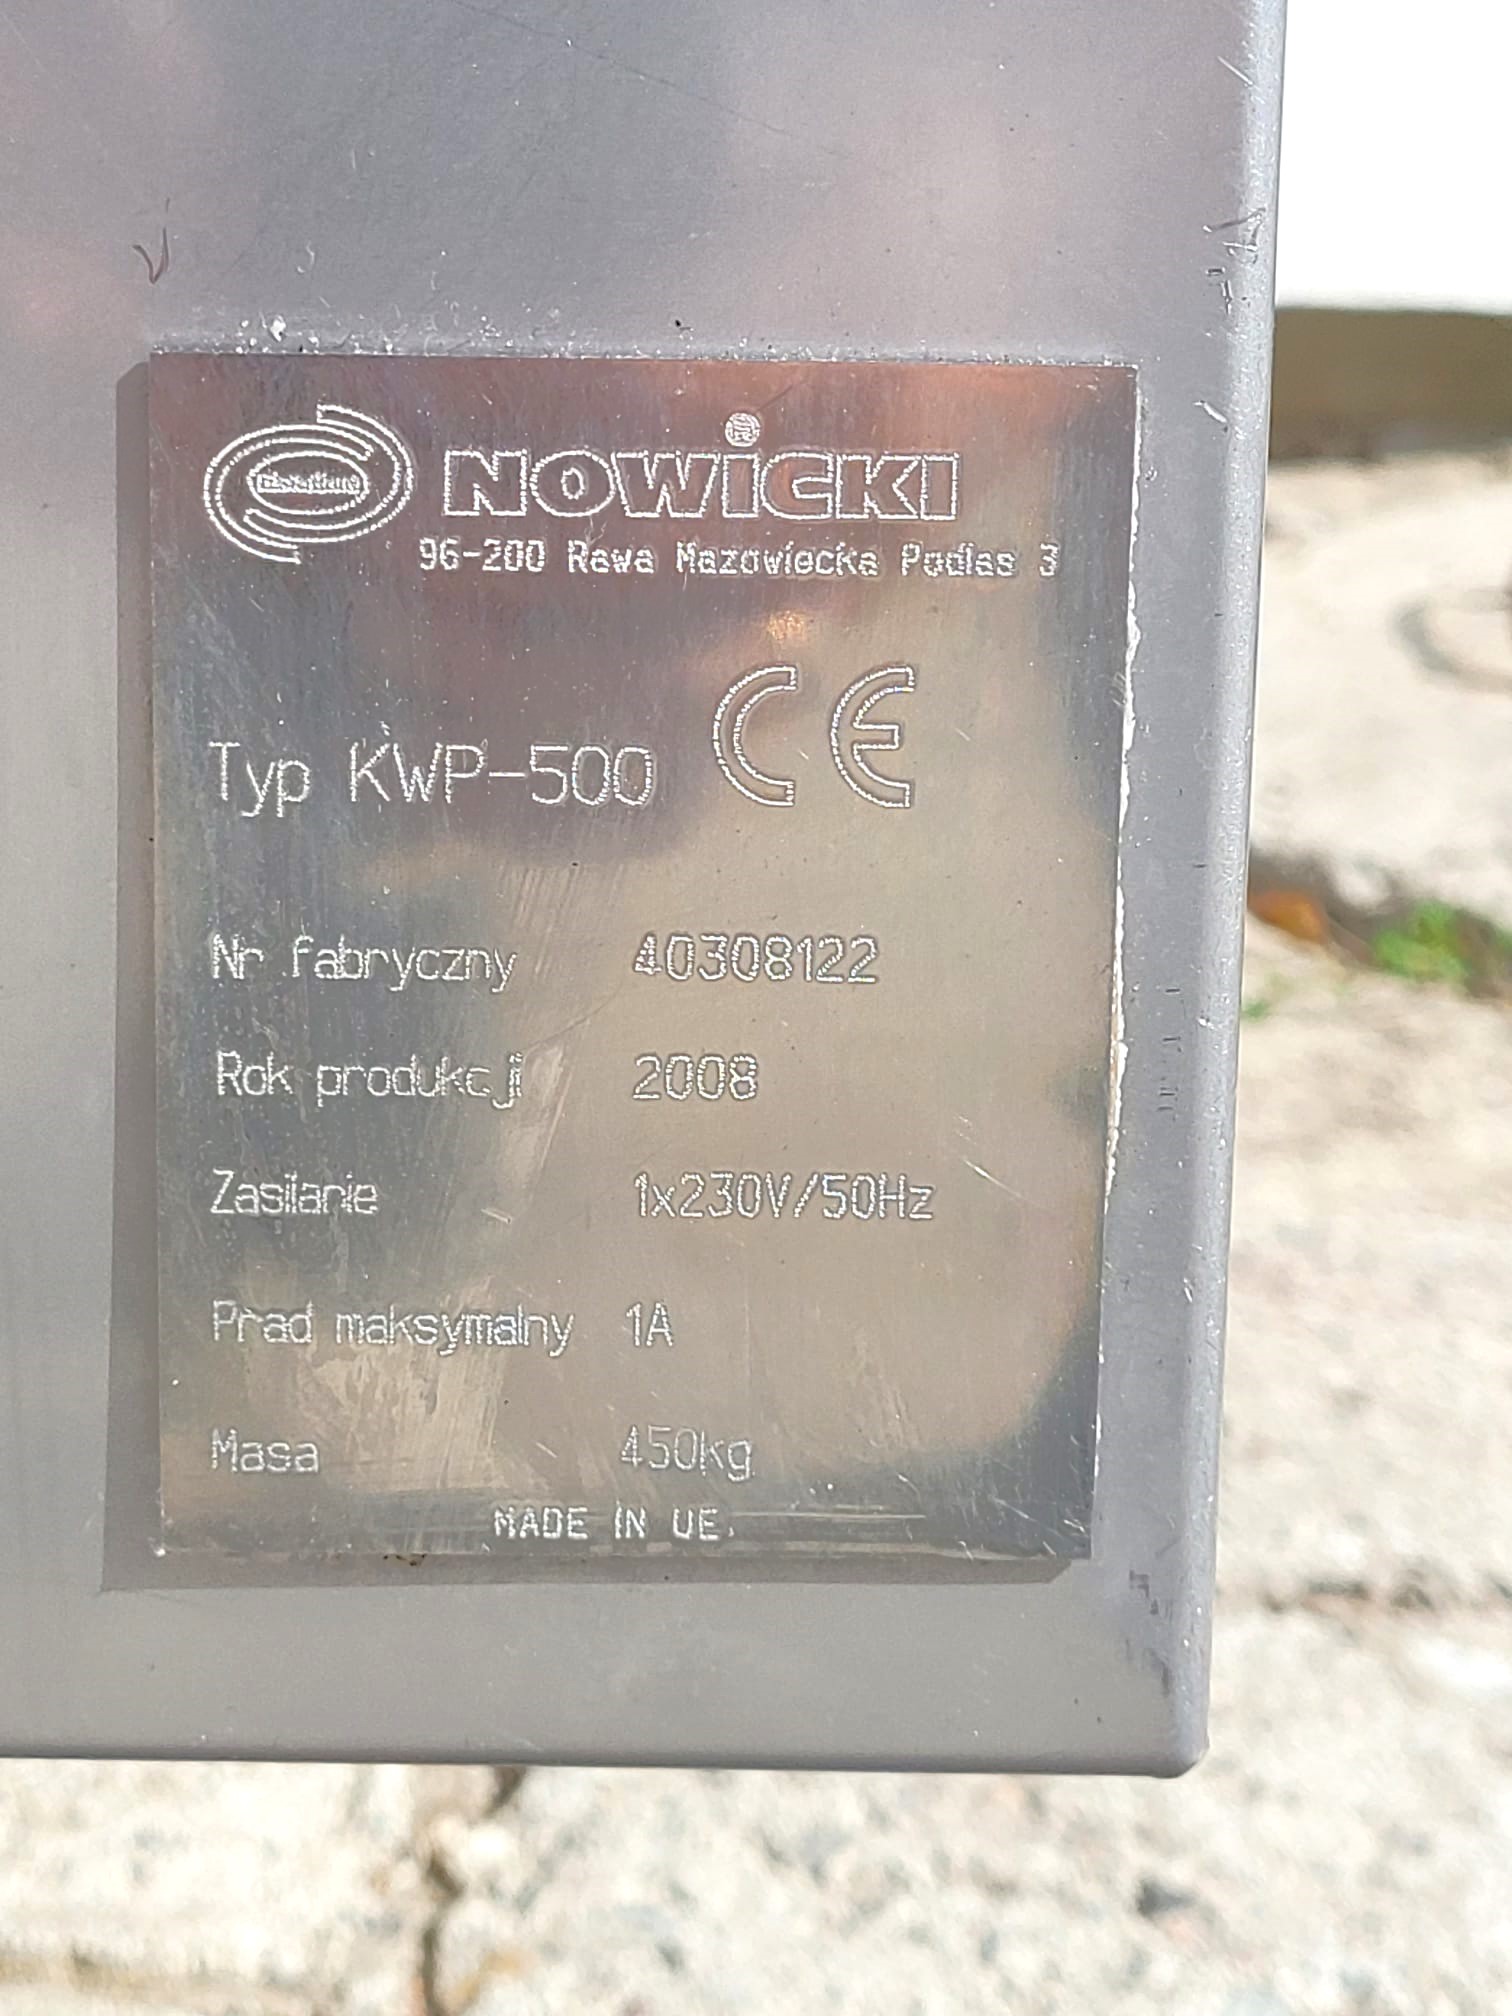 NOWiCKI
96-200 Rawa Mazowiecka Podlas 3
Typ KWP-500 CE
Nr fabryczny 40308122
Rok produkcji 2008
Zasilanie 1x230V/50Hz
Prad maksymalny 1A
Masa 450kg
MADE IN UE